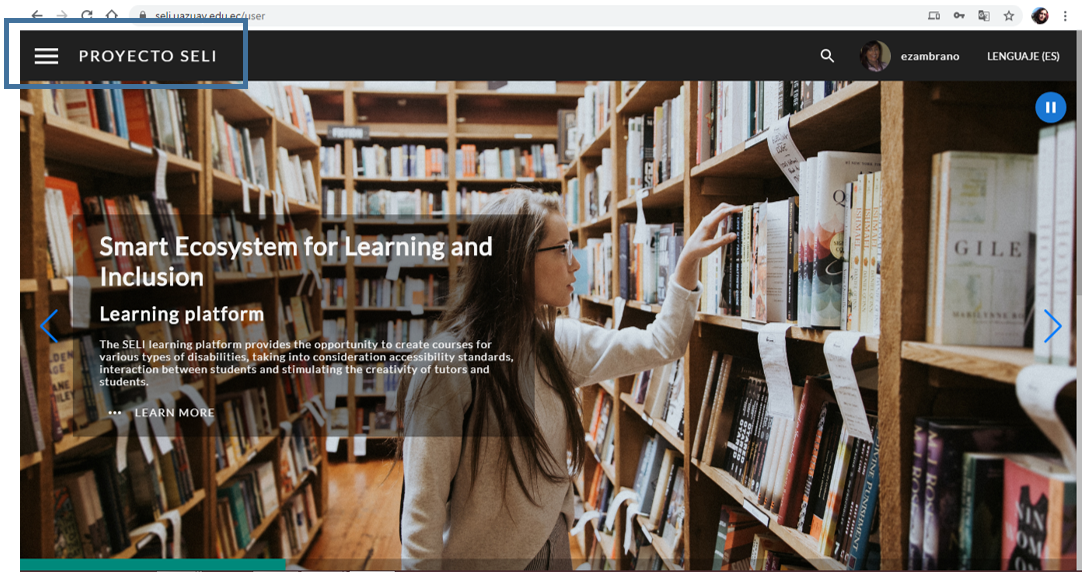 seli.uazuay.edu.ec/user
PROYECTO SELI
ezambrano
LENGUAJE (ES)
FICTION
Smart Ecosystem for Learning and
Inclusion
Learning platform
The SELI learning platform provides the opportunity to create courses for
various types of disabilities, taking into consideration accessibility standards,
interaction between students and stimulating the creativity of tutors and
students.
••• LEARN MORE
GILE